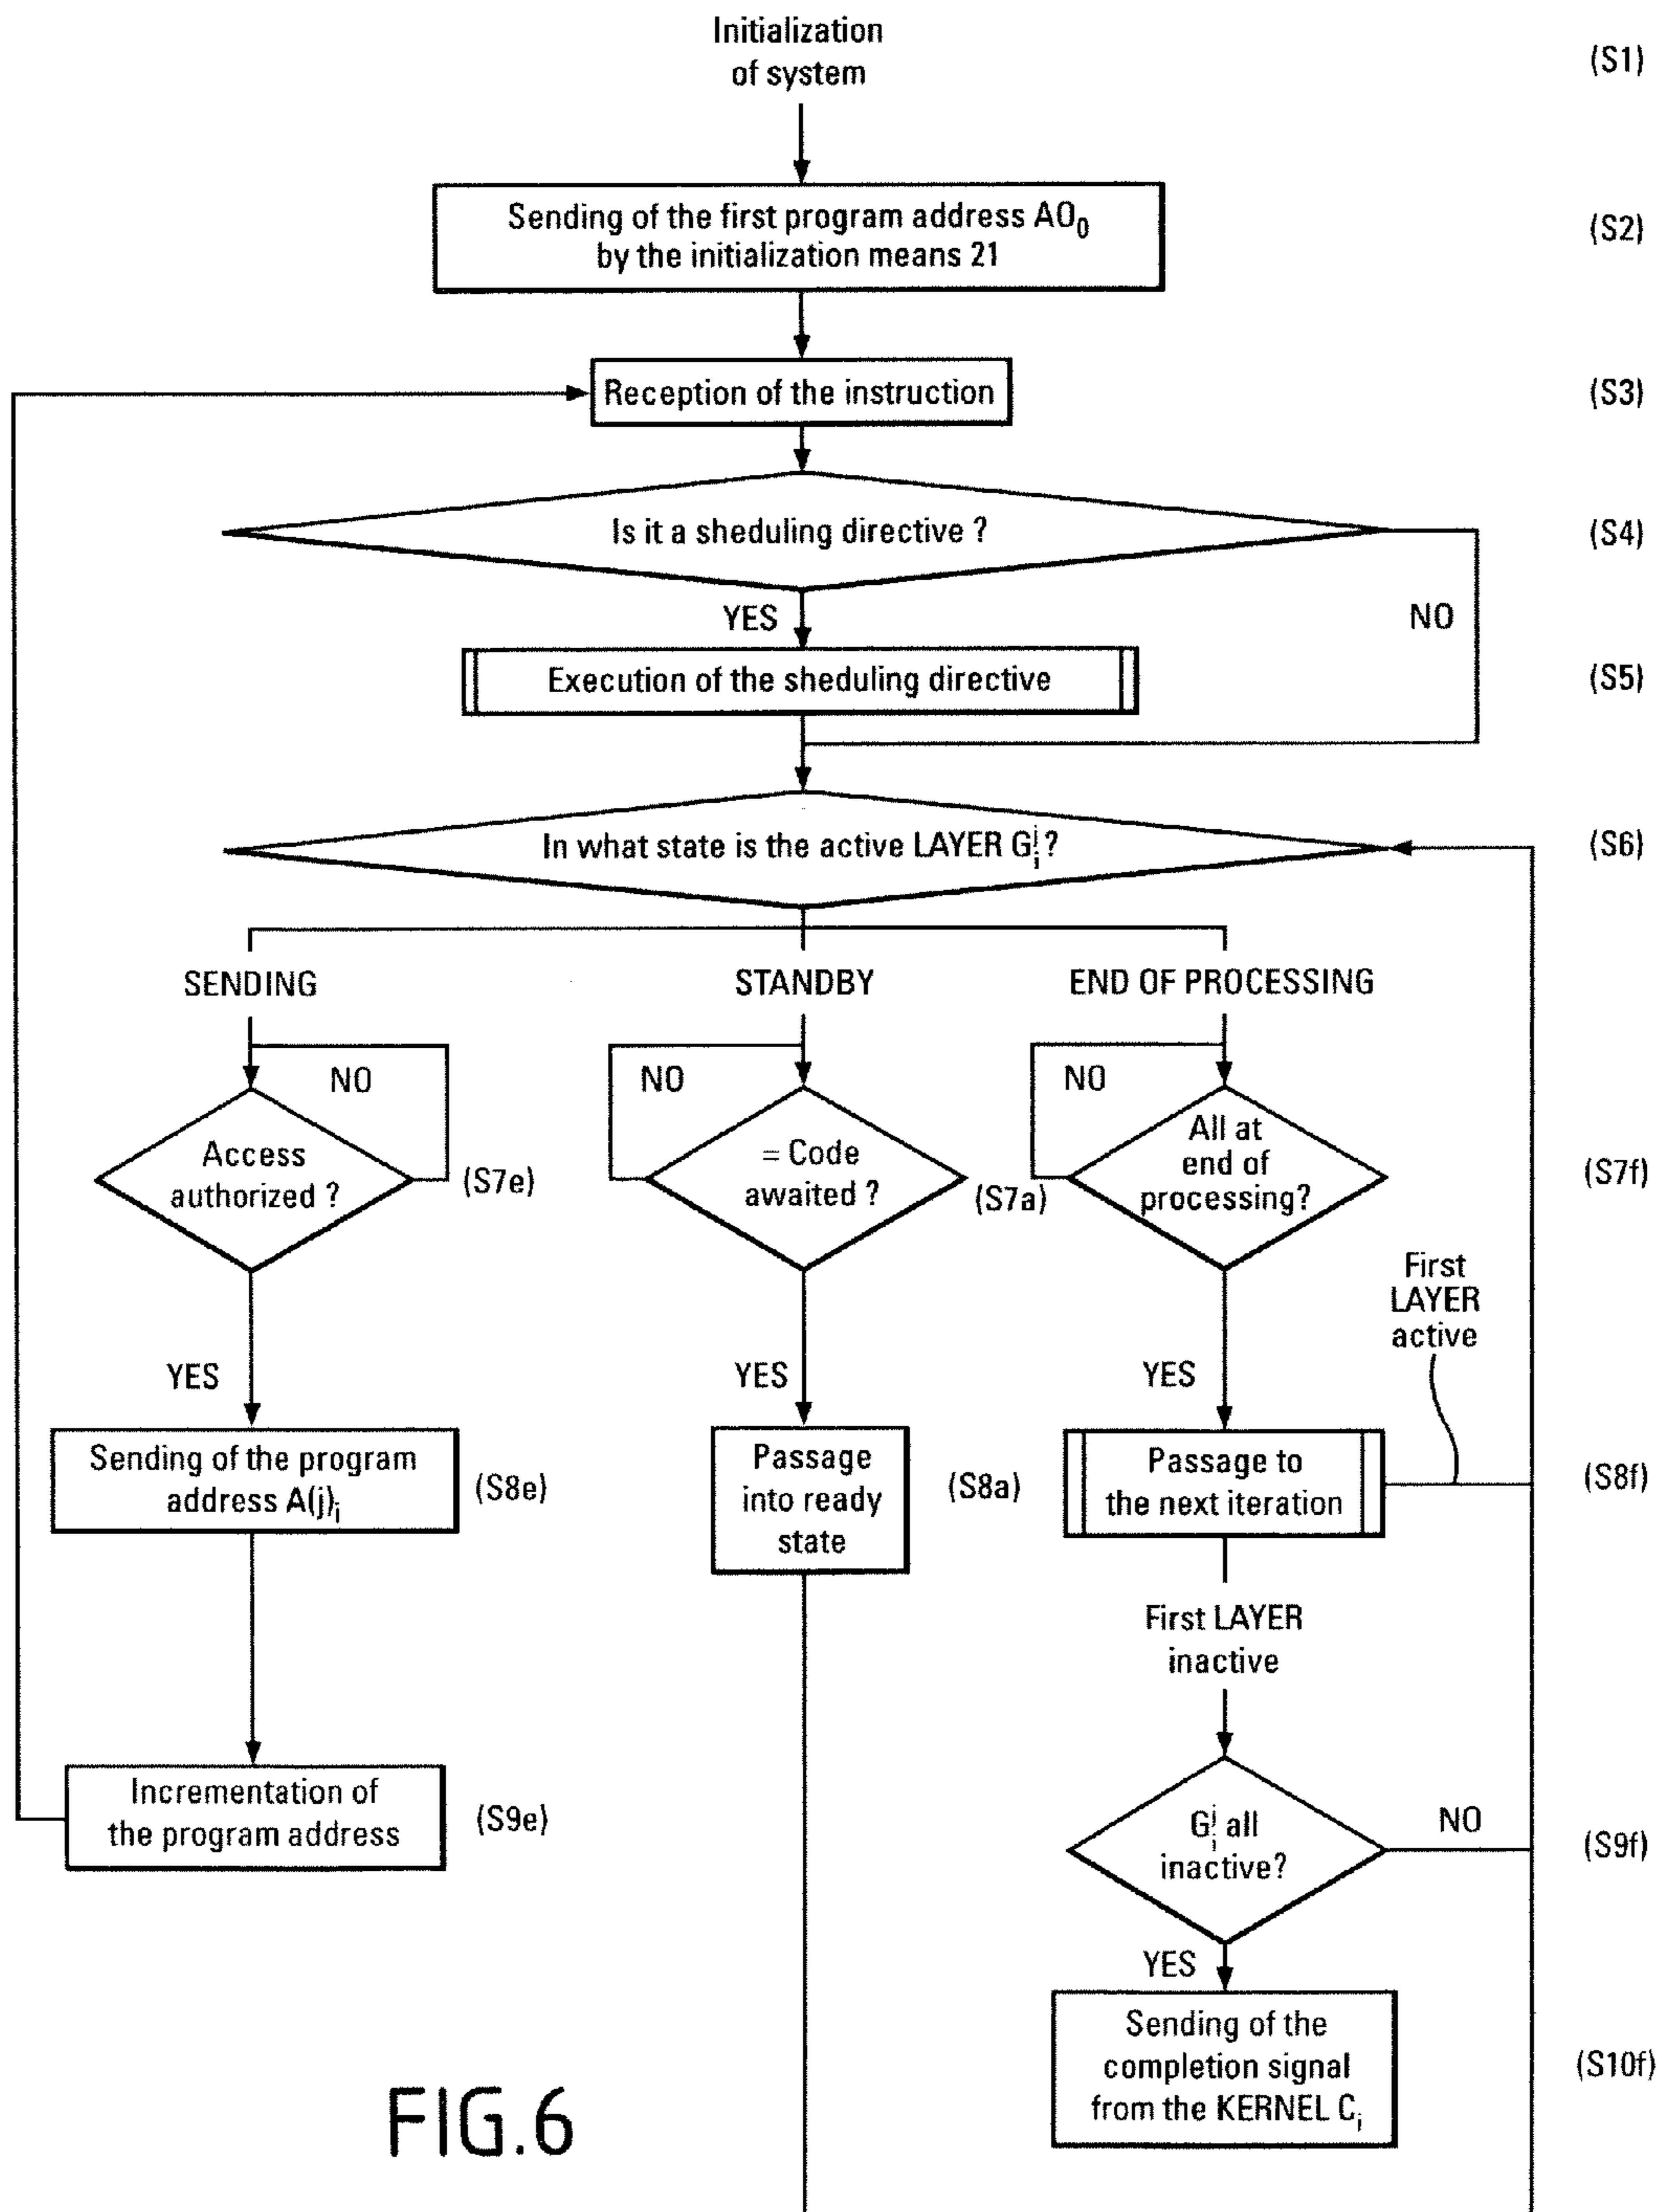 Initialization
of system
(S1)
Sending of the first program address AO0
by the initialization means 21
(S2)
Reception of the instruction
(S3)
Is it a sheduling directive ?
(S4)
YES
NO
Execution of the sheduling directive
(S5)
In what state is the active LAYER Gij?
(S6)
SENDING
STANDBY
END OF PROCESSING
NO
NO
NO
Access
authorized ?
(S7e)
= Code
awaited ?
(S7a)
All at
end of
processing?
(S7f)
First
LAYER
active
YES
YES
YES
Sending of the program
address A(j)i
(S8e)
Passage
into ready
state
(S8a)
Passage to
the next iteration
(S8f)
First LAYER
inactive
Incrementation of
the program address
(S9e)
Gij all
inactive?
NO
(S9f)
YES
Sending of the
completion signal
from the KERNEL Ci
(S10f)
FIG.6